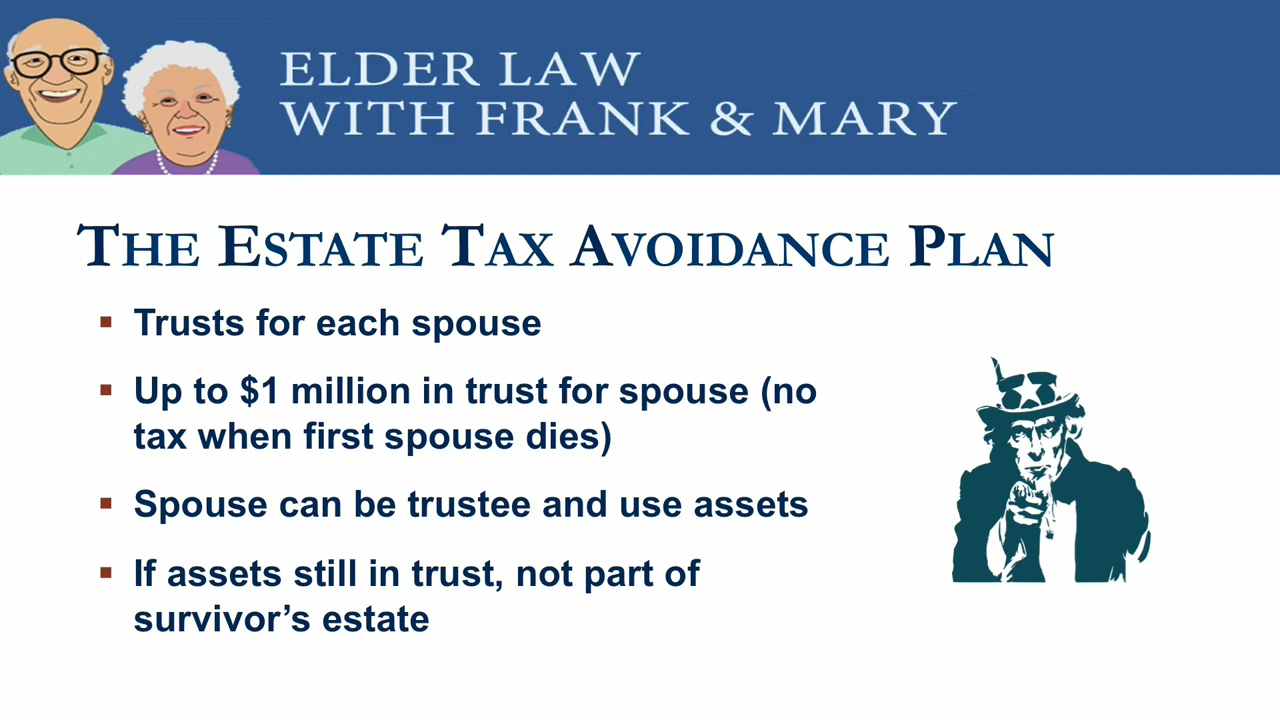 ELDER LAW
WITH FRANK & MARY
THE ESTATE TAX AVOIDANCE PLAN
▪ Trusts for each spouse
▪ Up to $1 million in trust for spouse (no
tax when first spouse dies)
▪ Spouse can be trustee and use assets
▪ If assets still in trust, not part of
survivor’s estate